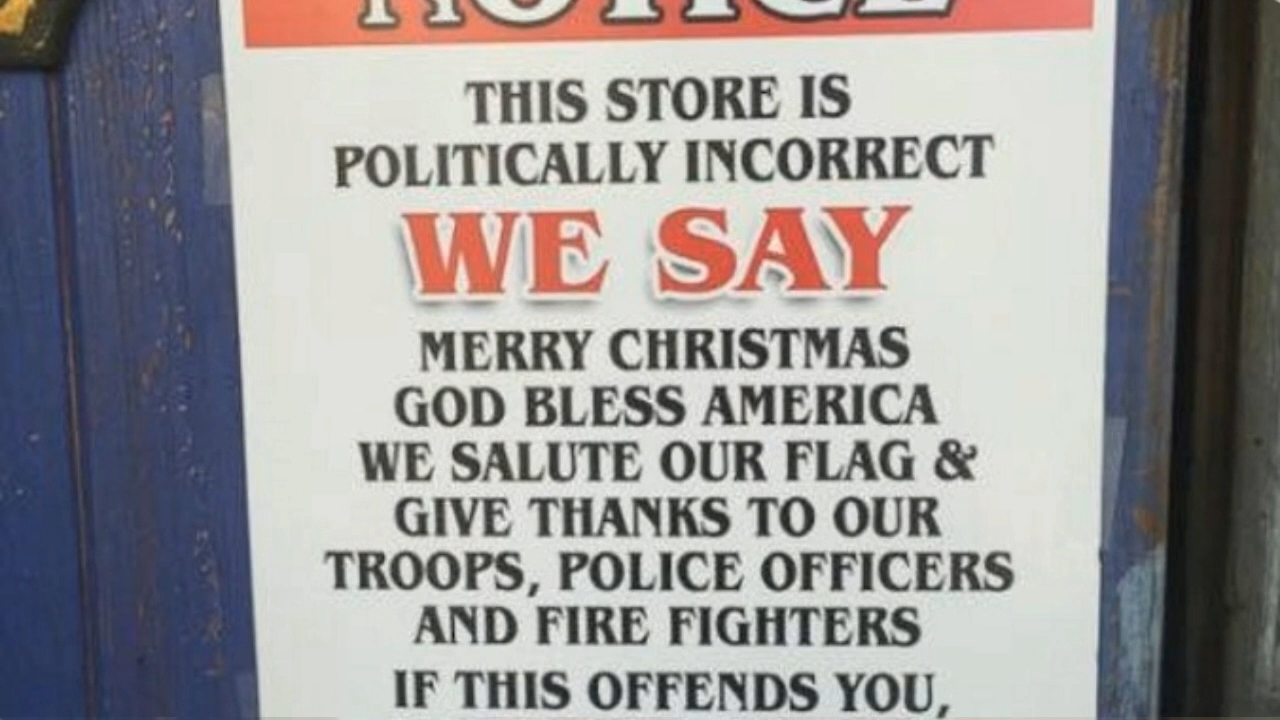 NOTICE
THIS STORE IS
POLITICALLY INCORRECT
WE SAY
MERRY CHRISTMAS
GOD BLESS AMERICA
WE SALUTE OUR FLAG &
GIVE THANKS TO OUR
TROOPS, POLICE OFFICERS
AND FIRE FIGHTERS
IF THIS OFFENDS YOU,